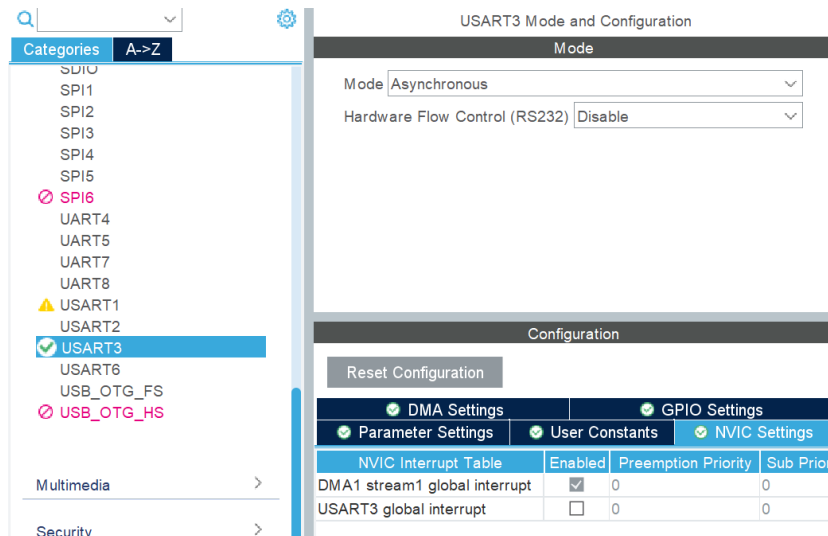 USART3 Mode and Configuration
Categories A->Z
Mode
SDIO
SPI1
SPI2
SPI3
SPI4
SPI5
SPI6
UART4
UART5
UART7
UART8
USART1
USART2
USART3
USART6
USB_OTG_FS
USB_OTG_HS
Multimedia
Security
Mode Asynchronous
Hardware Flow Control (RS232) Disable
Configuration
Reset Configuration
DMA Settings GPIO Settings
Parameter Settings User Constants NVIC Settings
NVIC Interrupt Table Enabled Preemption Priority Sub Prior
DMA1 stream1 global interrupt 0 0
USART3 global interrupt 0 0